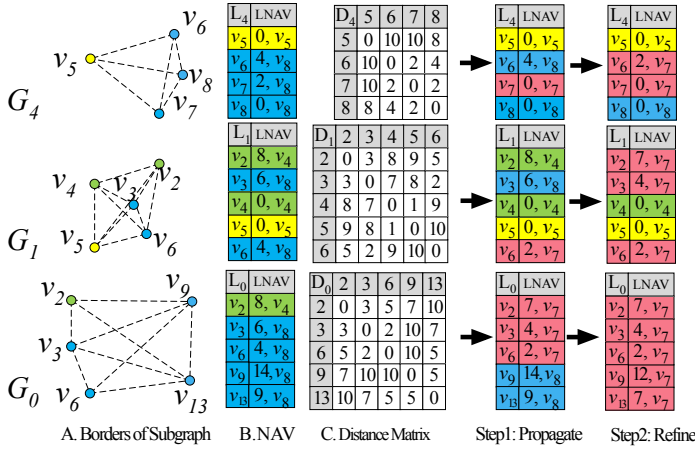 v6
v5
v8
v7
G4
L4 LNAV
v5 0, v5
v6 4, v8
v7 2, v8
v8 0, v8
D4 5 6 7 8
5 0 10 10 8
6 10 0 2 4
7 10 2 0 2
8 8 4 2 0
L4 LNAV
v5 0, v5
v6 4, v8
v7 0, v7
v8 0, v8
L4 LNAV
v5 0, v5
v6 2, v7
v7 0, v7
v8 0, v8
v2
v4
v3
v5
v6
G1
L1 LNAV
v2 8, v4
v3 6, v8
v4 0, v4
v5 0, v5
v6 4, v8
D1 2 3 4 5 6
2 0 3 8 9 5
3 3 0 7 8 2
4 8 7 0 1 9
5 9 8 1 0 10
6 5 2 9 10 0
L1 LNAV
v2 8, v4
v3 6, v8
v4 0, v4
v5 0, v5
v6 2, v7
L1 LNAV
v2 7, v7
v3 4, v7
v4 0, v4
v5 0, v5
v6 2, v7
v2
v9
v3
v6
v13
G0
L0 LNAV
v2 8, v4
v3 6, v8
v6 4, v8
v9 14, v8
v13 9, v8
D0 2 3 6 9 13
2 0 3 5 7 10
3 3 0 2 10 7
6 5 2 0 10 5
9 7 10 10 0 5
13 10 7 5 5 0
L0 LNAV
v2 7, v7
v3 4, v7
v6 2, v7
v9 14, v8
v13 9, v8
L0 LNAV
v2 7, v7
v3 4, v7
v6 2, v7
v9 12, v7
v13 7, v7
A. Borders of Subgraph
B. NAV
C. Distance Matrix
Step1: Propagate
Step2: Refine